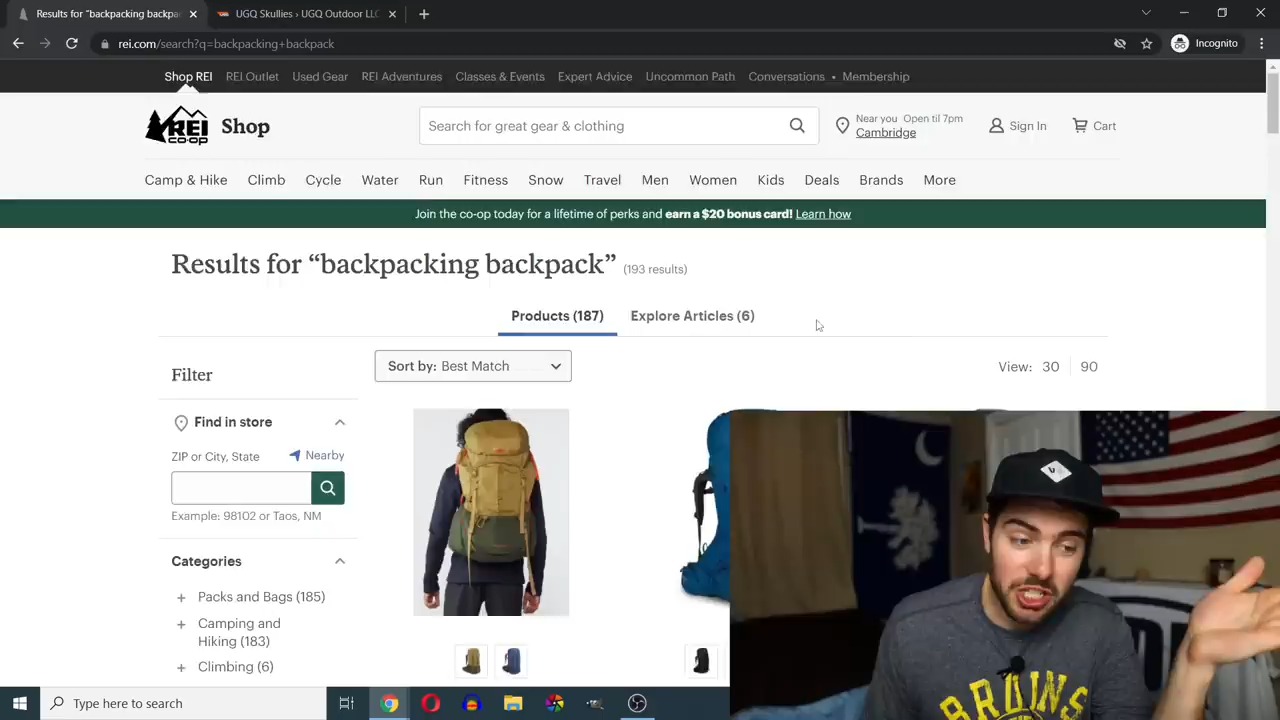 Results for “backpacking backpa
UGQ Skullies › UGQ Outdoor LLC
rei.com/search?q=backpacking+backpack
Incognito
Shop REI REI Outlet Used Gear REI Adventures Classes & Events Expert Advice Uncommon Path Conversations • Membership
REI
CO·OP
Shop
Search for great gear & clothing
Near you Open til 7pm
Cambridge
Sign In
Cart
Camp & Hike Climb Cycle Water Run Fitness Snow Travel Men Women Kids Deals Brands More
Join the co-op today for a lifetime of perks and earn a $20 bonus card! Learn how
Results for “backpacking backpack” (193 results)
Products (187) Explore Articles (6)
Filter
Sort by: Best Match
View: 30 90
Find in store
ZIP or City, State Nearby
Example: 98102 or Taos, NM
Categories
Packs and Bags (185)
Camping and
Hiking (183)
Climbing (6)
BRUINS
Type here to search